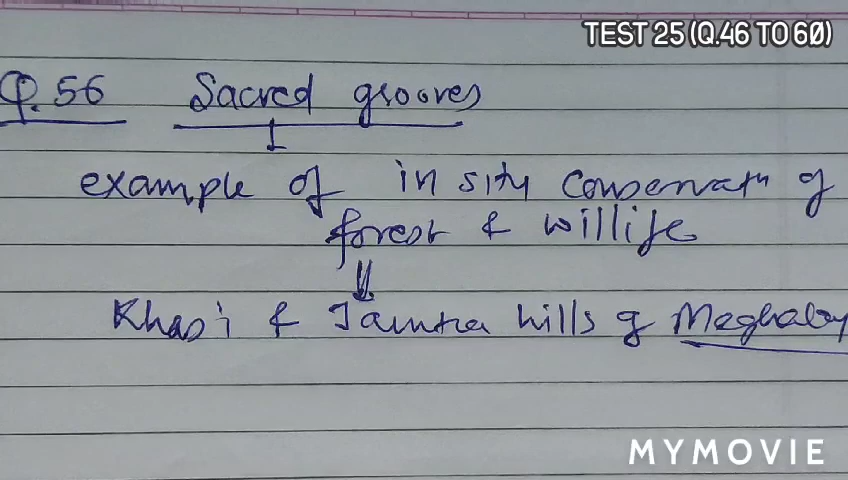 TEST 25 (Q.46 TO 60)
Q.56 Sacred grooves
example of in situ conservatn of
forest & willife
Khasi & Jaintia hills of Meghalay
MYMOVIE